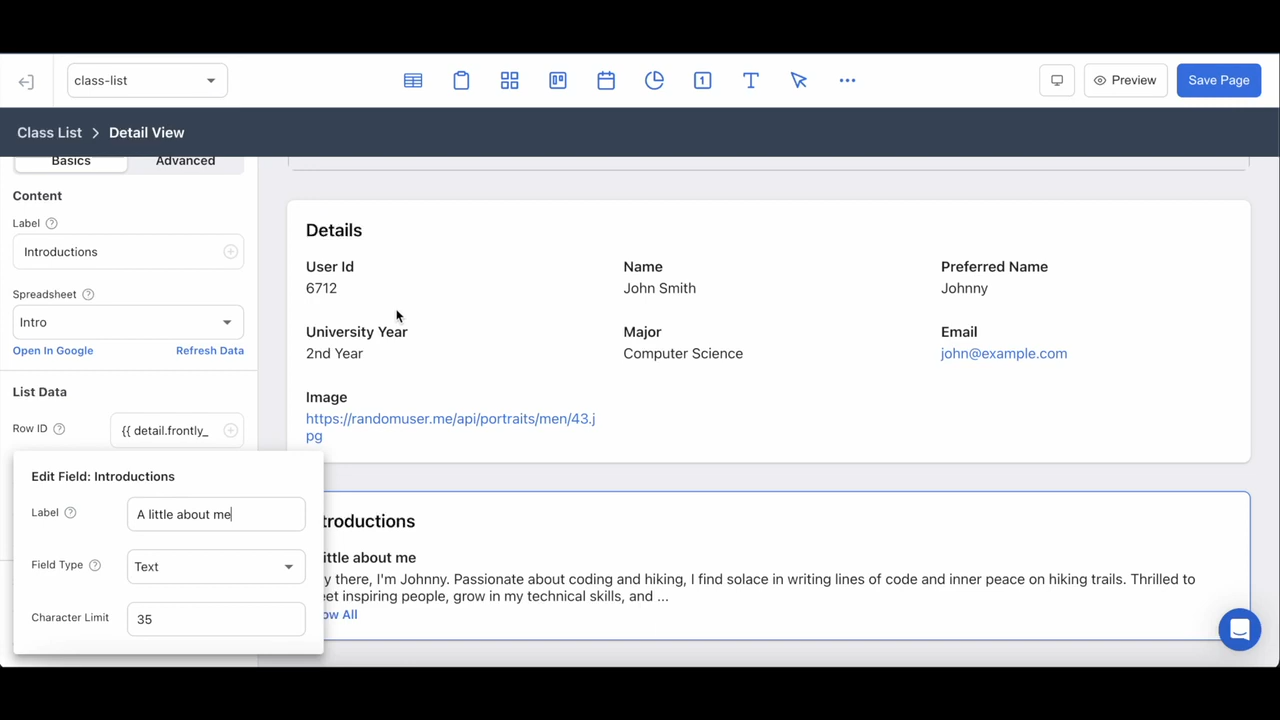 class-list
1
T
Preview
Save Page
Class List > Detail View
Basics
Advanced
Content
Label ?
Introductions
Spreadsheet ?
Intro
Open In Google
Refresh Data
List Data
Row ID ?
{{ detail.frontly_
Edit Field: Introductions
Label ?
A little about me
Field Type ?
Text
Character Limit
35
Details
User Id
6712
Name
John Smith
Preferred Name
Johnny
University Year
2nd Year
Major
Computer Science
Email
john@example.com
Image
https://randomuser.me/api/portraits/men/43.j
pg
troductions
ittle about me
y there, I'm Johnny. Passionate about coding and hiking, I find solace in writing lines of code and inner peace on hiking trails. Thrilled to
et inspiring people, grow in my technical skills, and ...
ow All